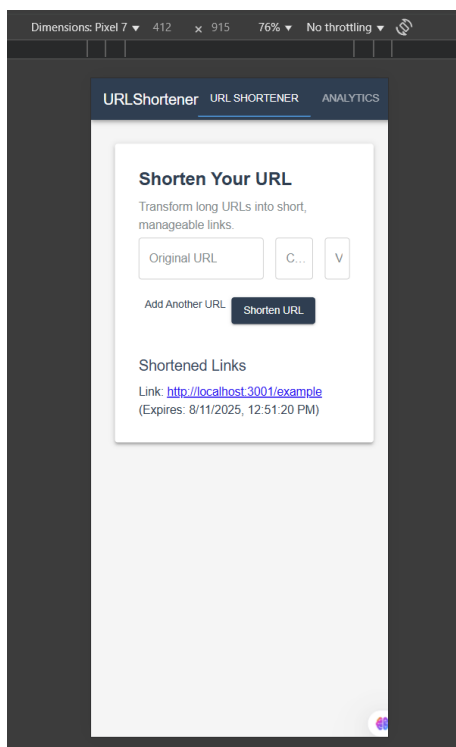 Dimensions: Pixel 7 ▼ 412 x 915 76% ▼ No throttling ▼
URLShortener URL SHORTENER ANALYTICS
Shorten Your URL
Transform long URLs into short,
manageable links.
Original URL C... V
Add Another URL Shorten URL
Shortened Links
Link: http://localhost:3001/example
(Expires: 8/11/2025, 12:51:20 PM)